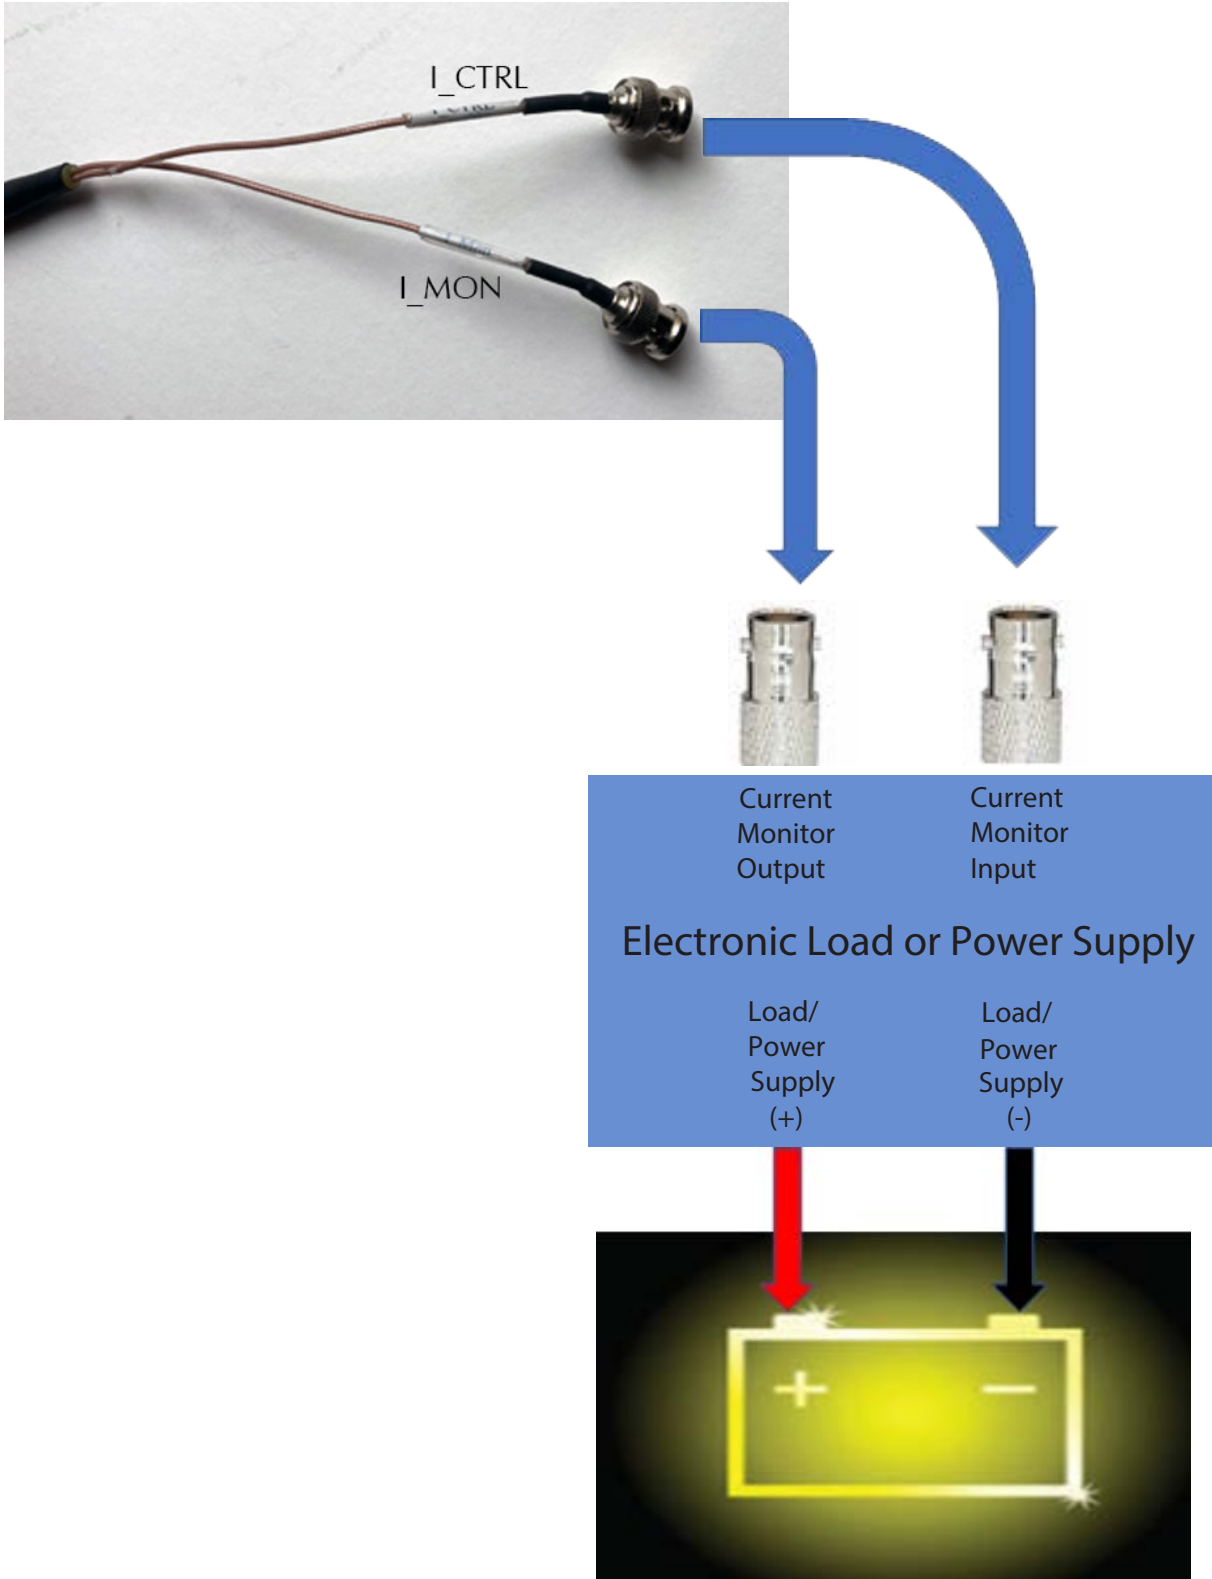 I_CTRL
I_MON
Current
Monitor
Output
Current
Monitor
Input
Electronic Load or Power Supply
Load/
Power
Supply
(+)
Load/
Power
Supply
(-)
+
−